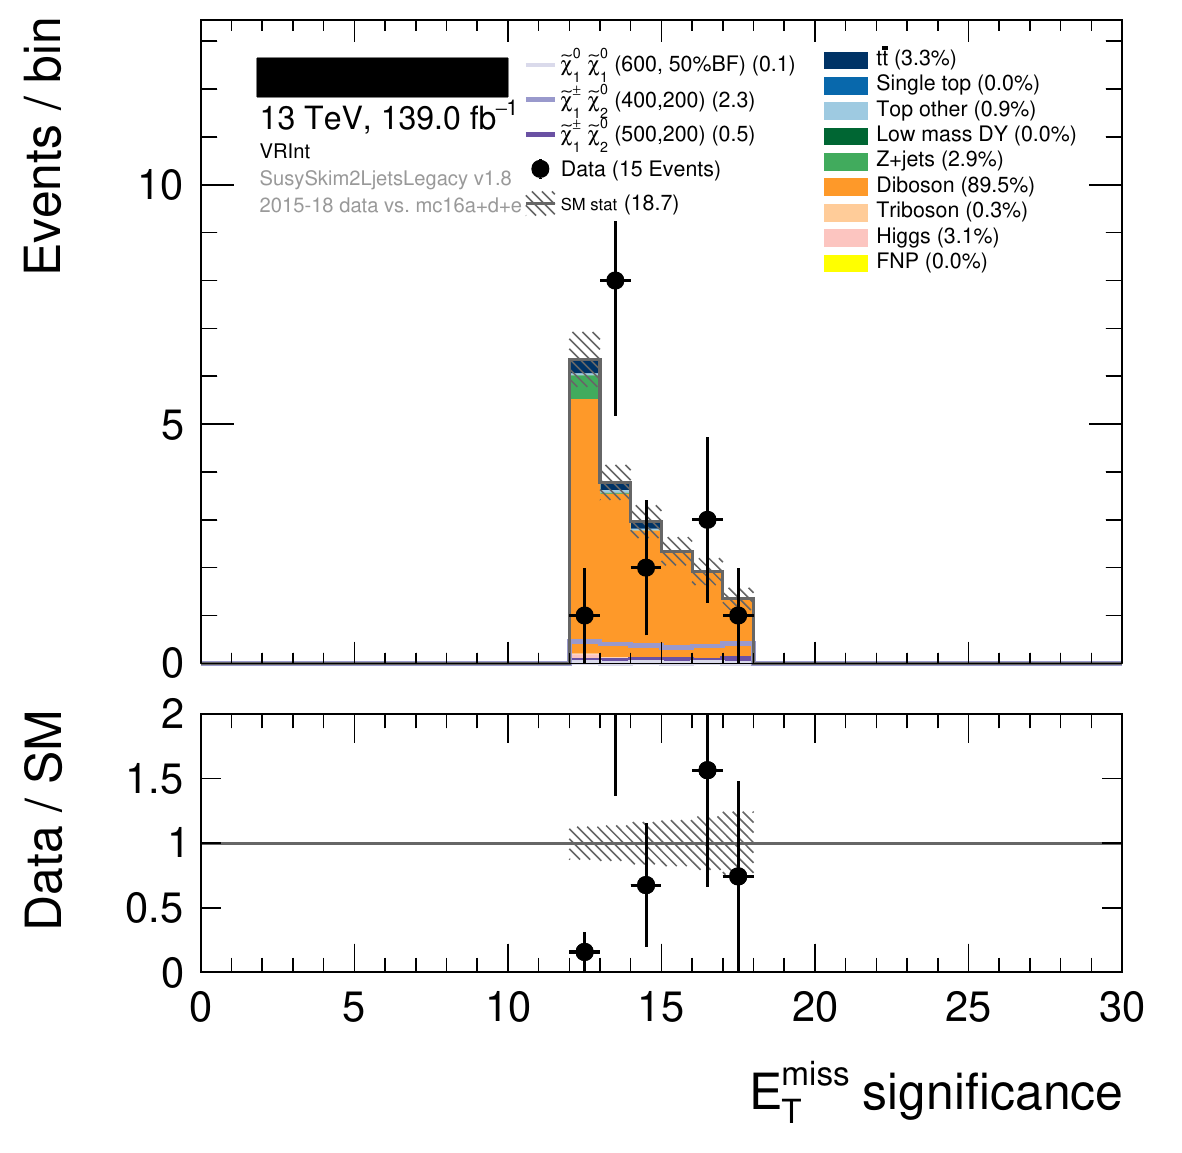 Events / bin
10
5
0
13 TeV, 139.0 fb⁻¹
VRInt
SusySkim2LjetsLegacy v1.8
2015-18 data vs. mc16a+d+e
χ̃₁⁰ χ̃₁⁰ (600, 50%BF) (0.1)
χ̃₁± χ̃₂⁰ (400,200) (2.3)
χ̃₁± χ̃₂⁰ (500,200) (0.5)
Data (15 Events)
SM stat (18.7)
tt̄ (3.3%)
Single top (0.0%)
Top other (0.9%)
Low mass DY (0.0%)
Z+jets (2.9%)
Diboson (89.5%)
Triboson (0.3%)
Higgs (3.1%)
FNP (0.0%)
Data / SM
2
1.5
1
0.5
0
0 5 10 15 20 25 30
E_T^miss significance